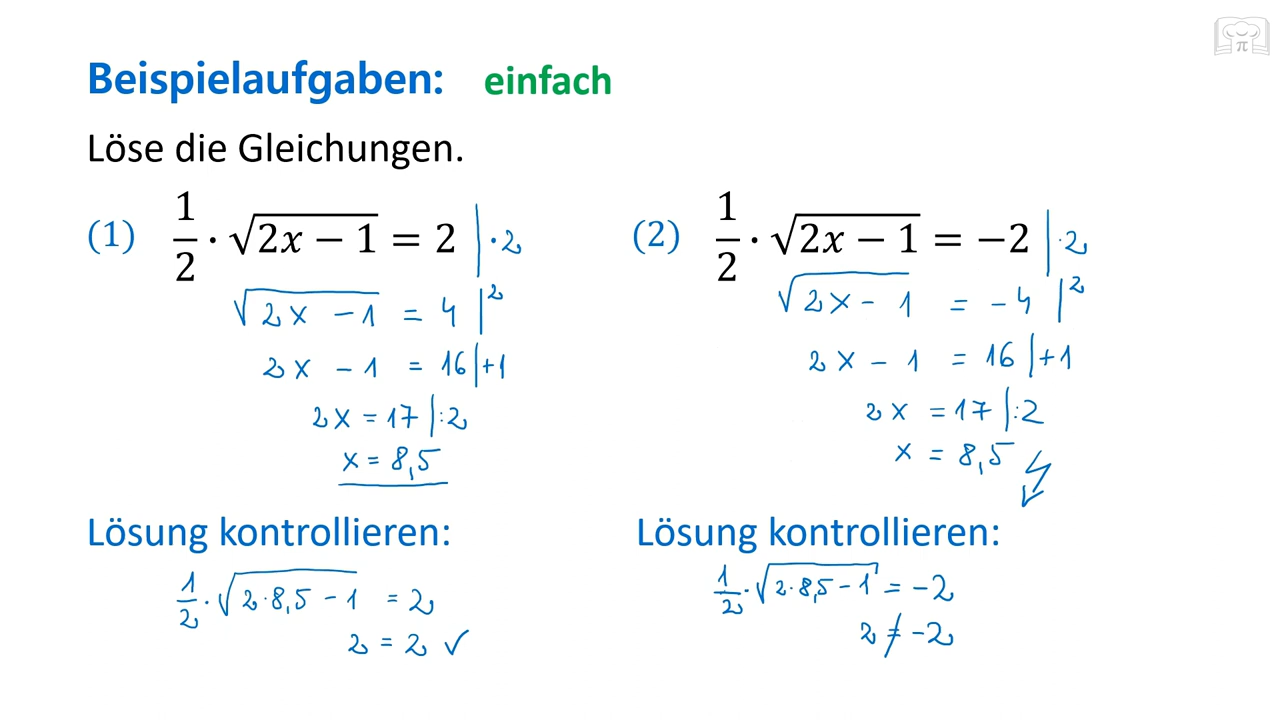 Beispielaufgaben: einfach
Löse die Gleichungen.
(1) 1/2 · √(2x − 1) = 2 | · 2
√(2x − 1) = 4 |²
2x − 1 = 16 | +1
2x = 17 | :2
x = 8,5
Lösung kontrollieren:
1/2 · √(2·8,5 − 1) = 2
2 = 2 ✓
(2) 1/2 · √(2x − 1) = −2 | · 2
√(2x − 1) = −4 |²
2x − 1 = 16 | +1
2x = 17 | :2
x = 8,5 ↯
Lösung kontrollieren:
1/2 · √(2·8,5 − 1) = −2
2 ≠ −2
π